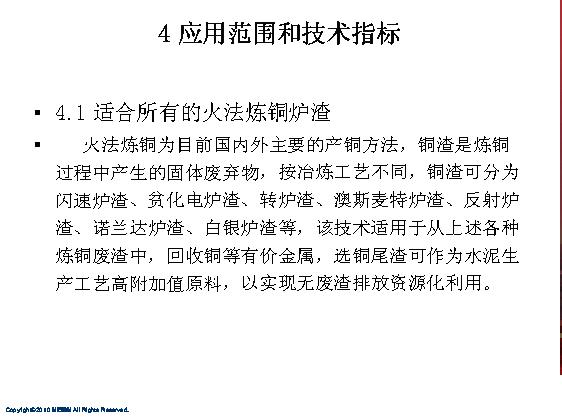 4 应用范围和技术指标
▪ 4.1 适合所有的火法炼铜炉渣
▪ 火法炼铜为目前国内外主要的产铜方法，铜渣是炼铜
过程中产生的固体废弃物，按冶炼工艺不同，铜渣可分为
闪速炉渣、贫化电炉渣、转炉渣、澳斯麦特炉渣、反射炉
渣、诺兰达炉渣、白银炉渣等，该技术适用于从上述各种
炼铜废渣中，回收铜等有价金属，选铜尾渣可作为水泥生
产工艺高附加值原料，以实现无废渣排放资源化利用。
Copyright©2010 All Rights Reserved.